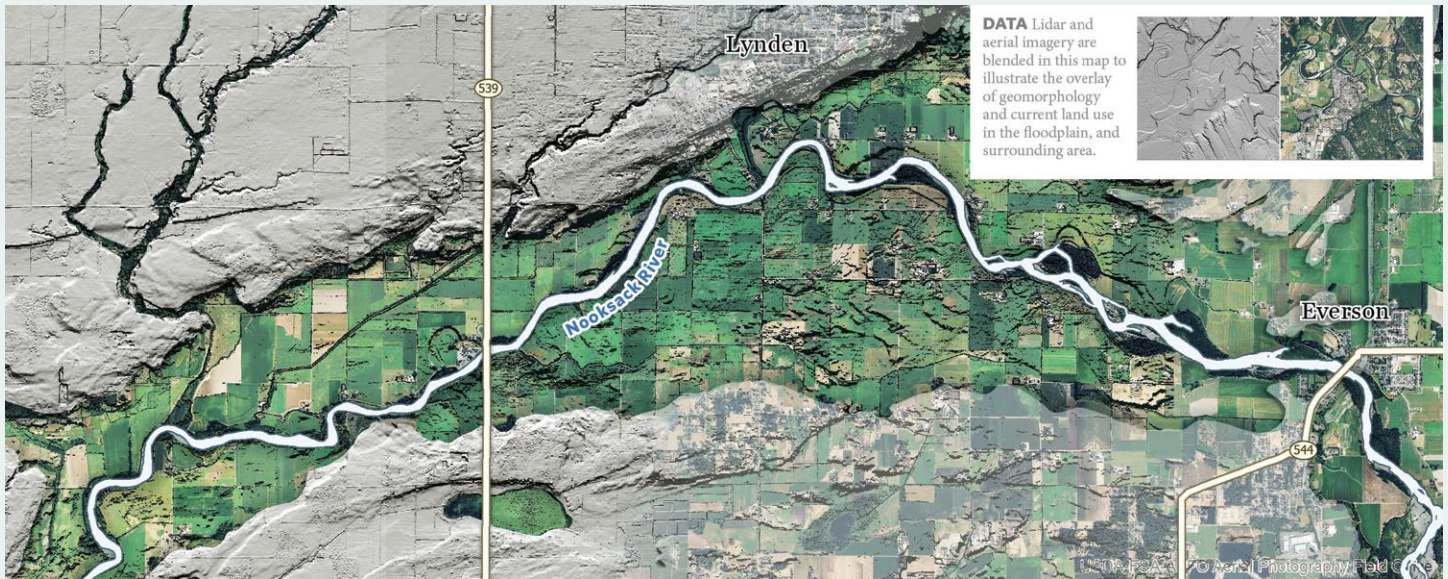 Lynden
DATA Lidar and
aerial imagery are
blended in this map to
illustrate the overlay
of geomorphology
and current land use
in the floodplain, and
surrounding area.
539
Nooksack River
Everson
544
Aerial Photography Field